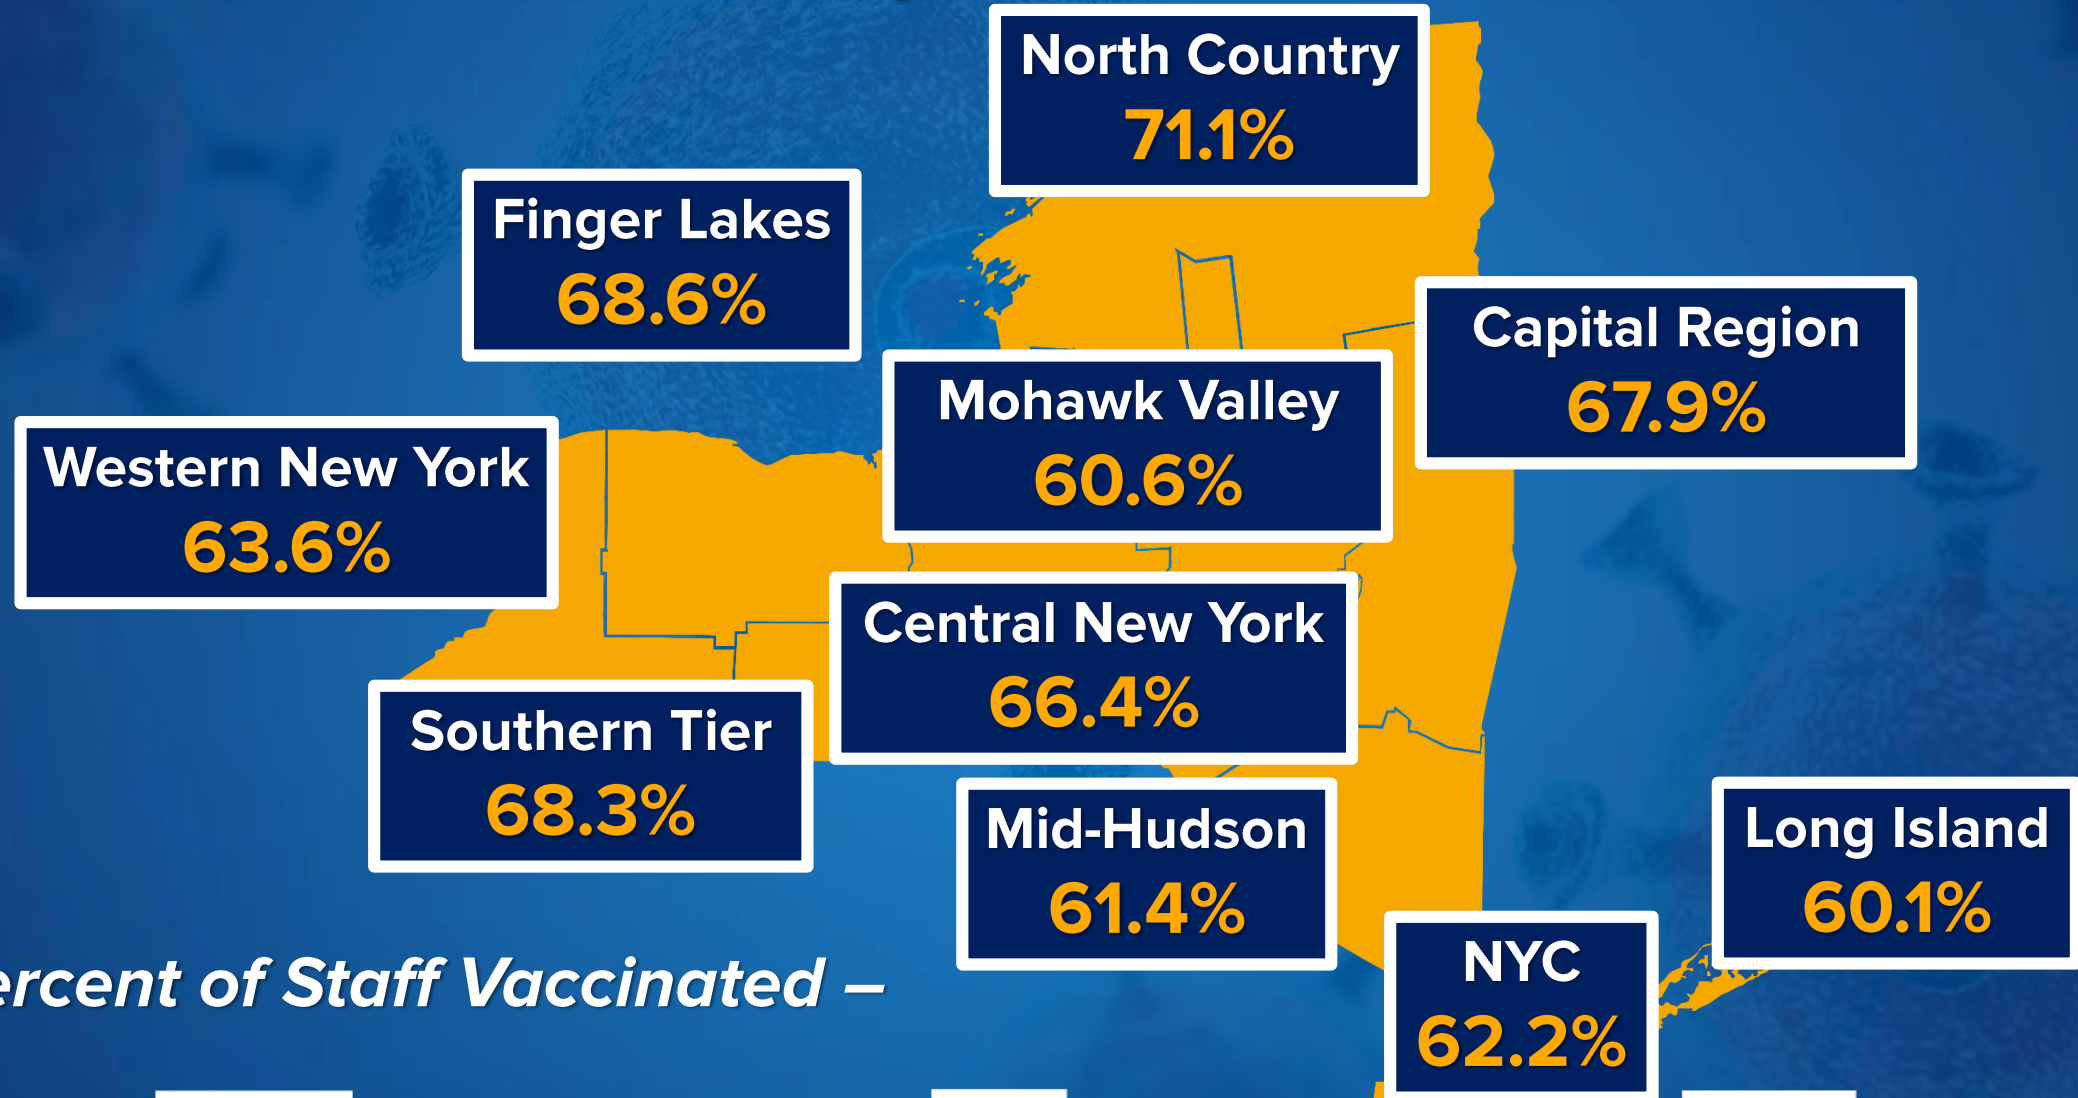 North Country
71.1%
Finger Lakes
68.6%
Capital Region
67.9%
Mohawk Valley
60.6%
Western New York
63.6%
Central New York
66.4%
Southern Tier
68.3%
Mid-Hudson
61.4%
Long Island
60.1%
NYC
62.2%
ercent of Staff Vaccinated –